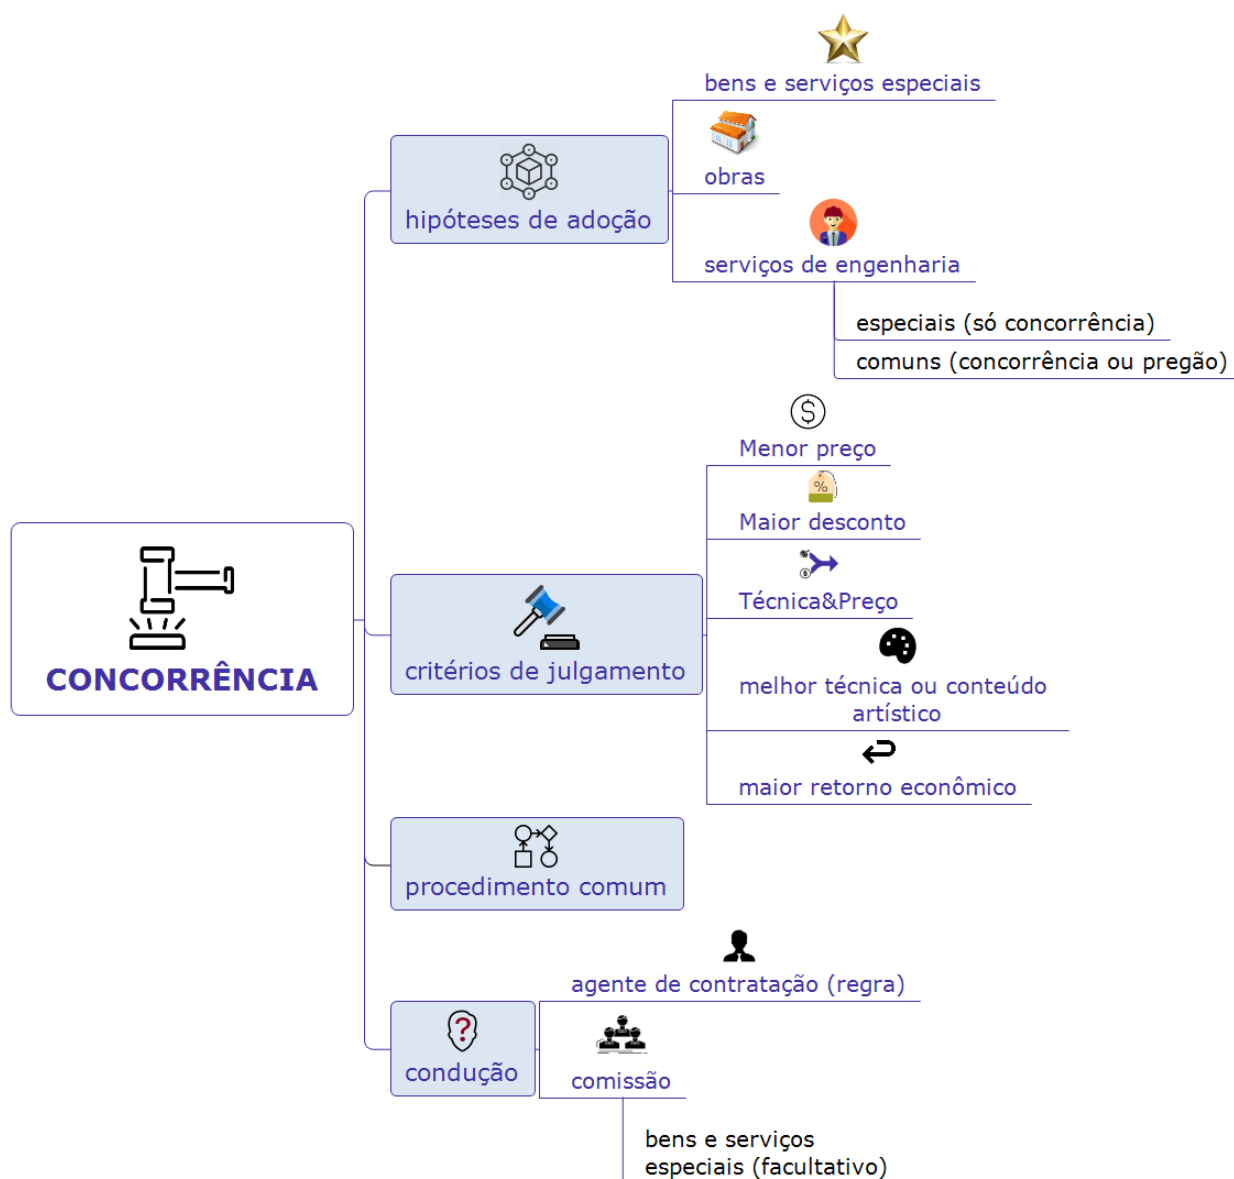 bens e serviços especiais
obras
hipóteses de adoção
serviços de engenharia
especiais (só concorrência)
comuns (concorrência ou pregão)
$
Menor preço
%
Maior desconto
$
Técnica&Preço
CONCORRÊNCIA
critérios de julgamento
melhor técnica ou conteúdo
artístico
maior retorno econômico
procedimento comum
agente de contratação (regra)
?
condução
comissão
bens e serviços
especiais (facultativo)